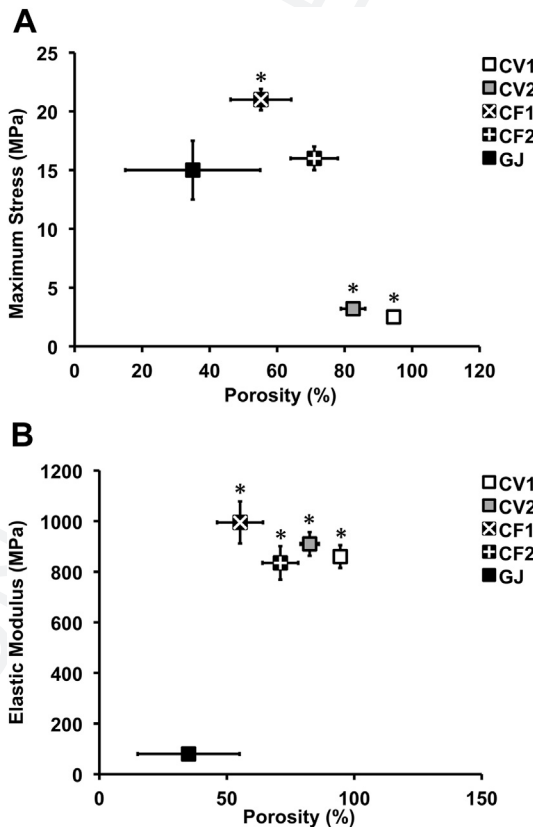 A
25
20
15
10
5
0
Maximum Stress (MPa)
0 20 40 60 80 100 120
Porosity (%)
*
* *
CV1
CV2
CF1
CF2
GJ
B
1200
1000
800
600
400
200
0
Elastic Modulus (MPa)
0 50 100 150
Porosity (%)
* * * *
CV1
CV2
CF1
CF2
GJ